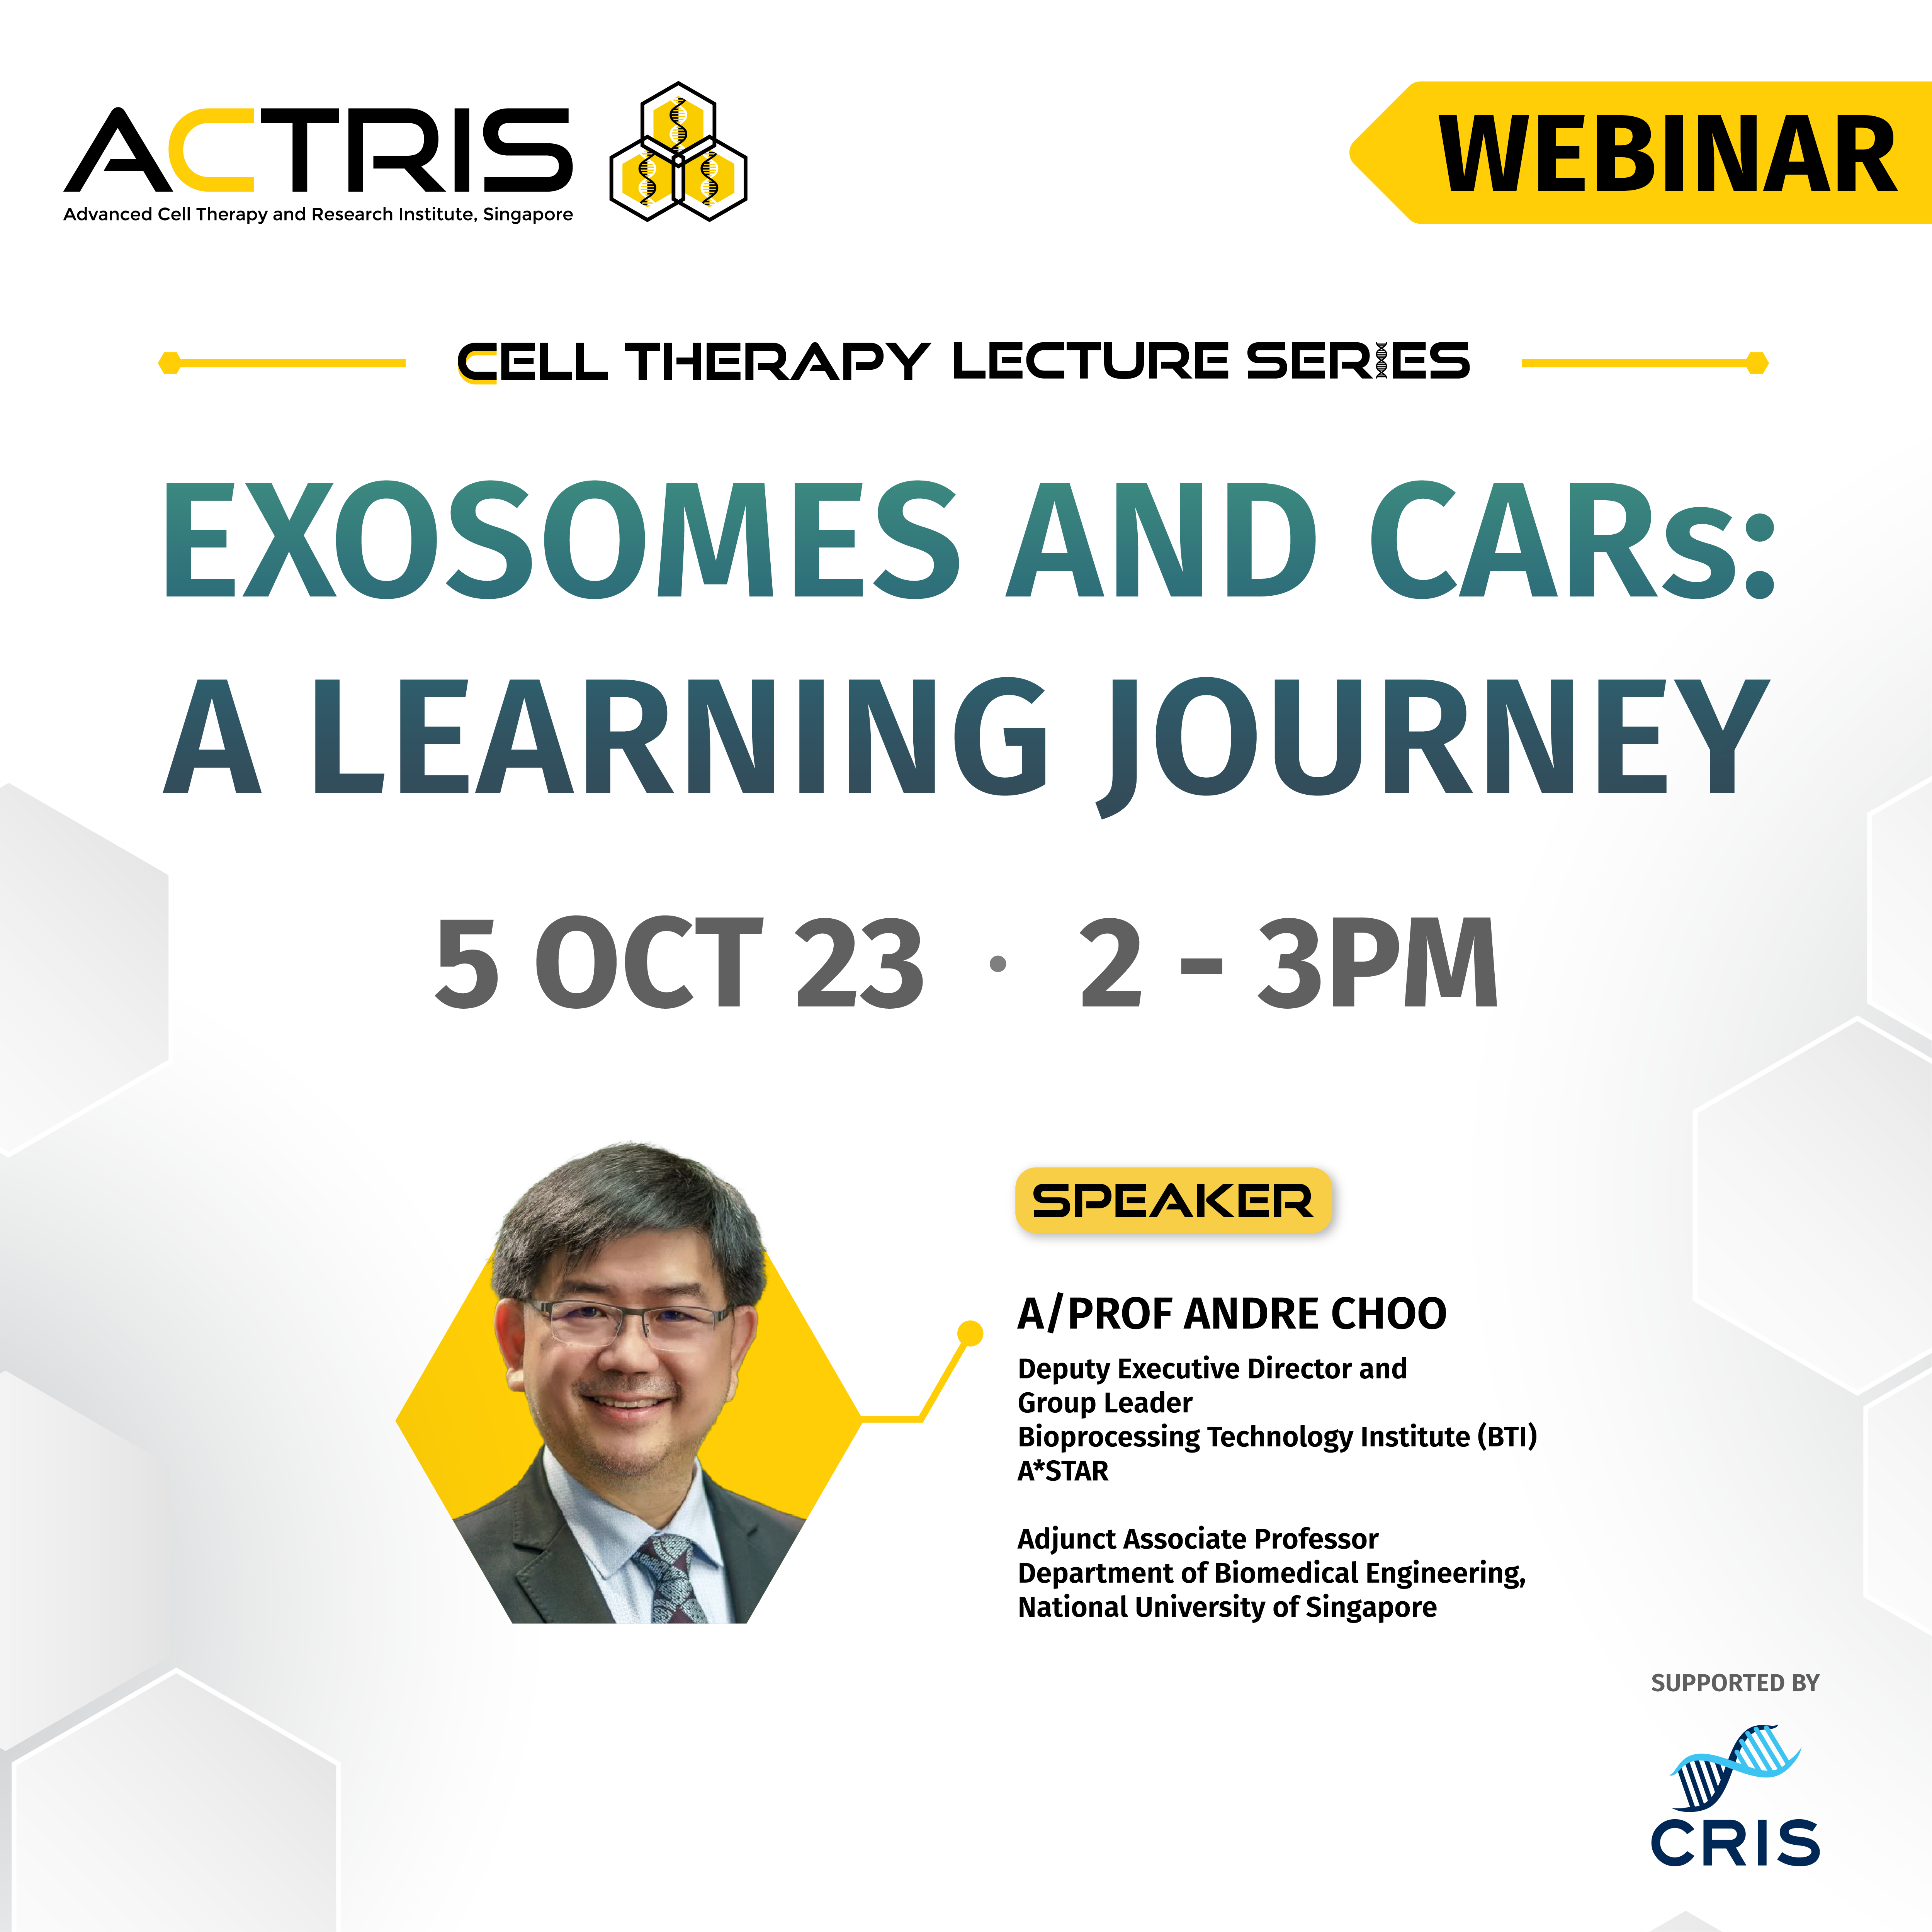 ACTRIS
Advanced Cell Therapy and Research Institute, Singapore
WEBINAR
CELL THERAPY LECTURE SERIES
EXOSOMES AND CARs:
A LEARNING JOURNEY
5 OCT 23 · 2 - 3PM
SPEAKER
A/PROF ANDRE CHOO
Deputy Executive Director and
Group Leader
Bioprocessing Technology Institute (BTI)
A*STAR
Adjunct Associate Professor
Department of Biomedical Engineering,
National University of Singapore
SUPPORTED BY
CRIS